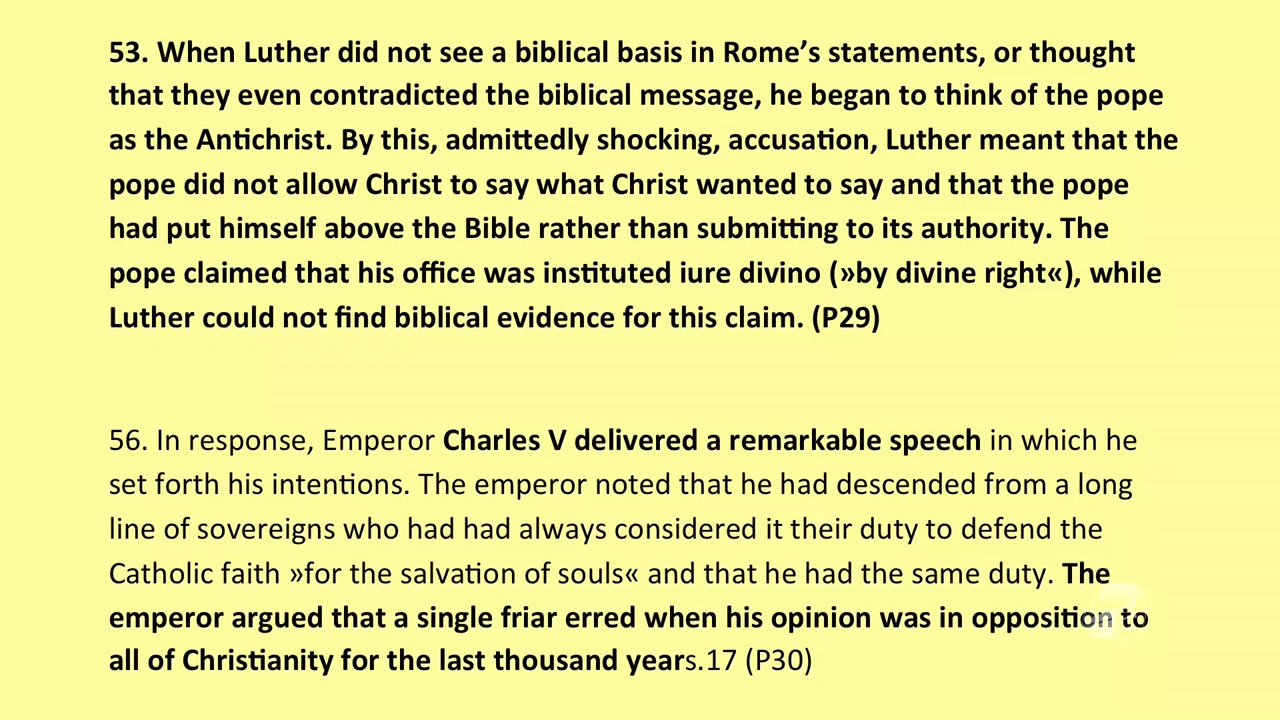 53. When Luther did not see a biblical basis in Rome’s statements, or thought
that they even contradicted the biblical message, he began to think of the pope
as the Antichrist. By this, admittedly shocking, accusation, Luther meant that the
pope did not allow Christ to say what Christ wanted to say and that the pope
had put himself above the Bible rather than submitting to its authority. The
pope claimed that his office was instituted iure divino (»by divine right«), while
Luther could not find biblical evidence for this claim. (P29)
56. In response, Emperor Charles V delivered a remarkable speech in which he
set forth his intentions. The emperor noted that he had descended from a long
line of sovereigns who had had always considered it their duty to defend the
Catholic faith »for the salvation of souls« and that he had the same duty. The
emperor argued that a single friar erred when his opinion was in opposition to
all of Christianity for the last thousand years.17 (P30)